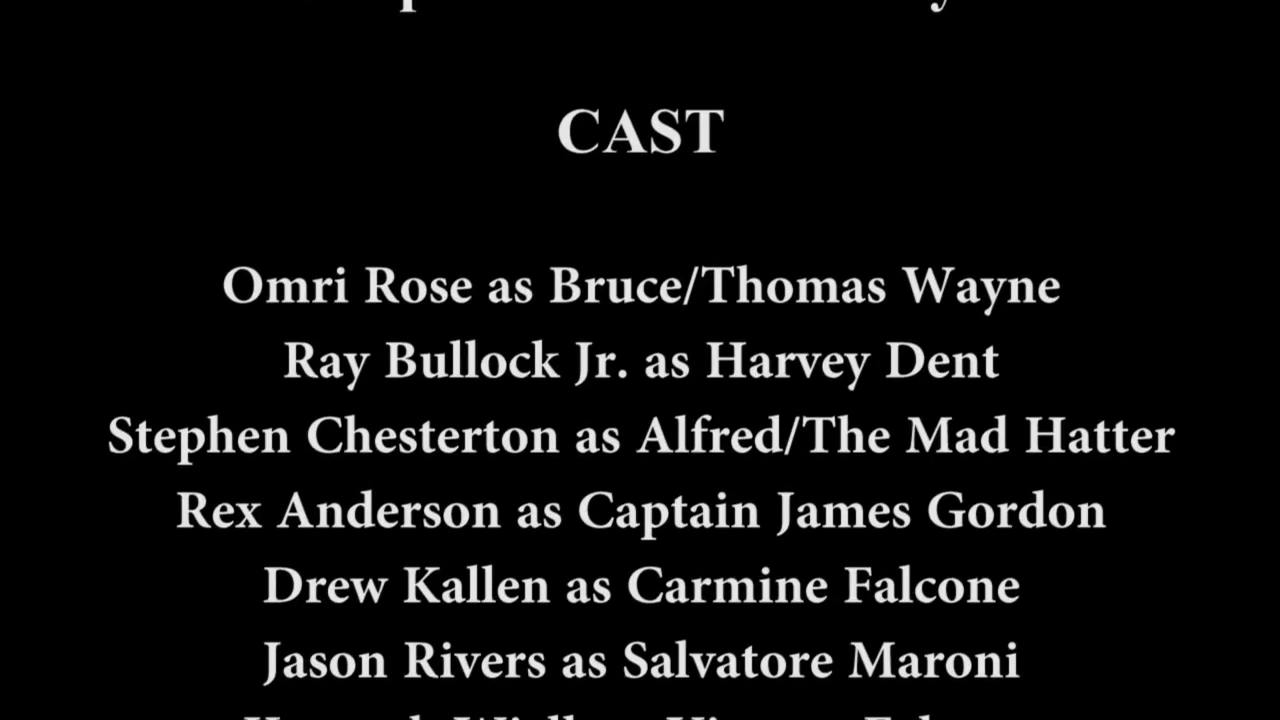 CAST
Omri Rose as Bruce/Thomas Wayne
Ray Bullock Jr. as Harvey Dent
Stephen Chesterton as Alfred/The Mad Hatter
Rex Anderson as Captain James Gordon
Drew Kallen as Carmine Falcone
Jason Rivers as Salvatore Maroni